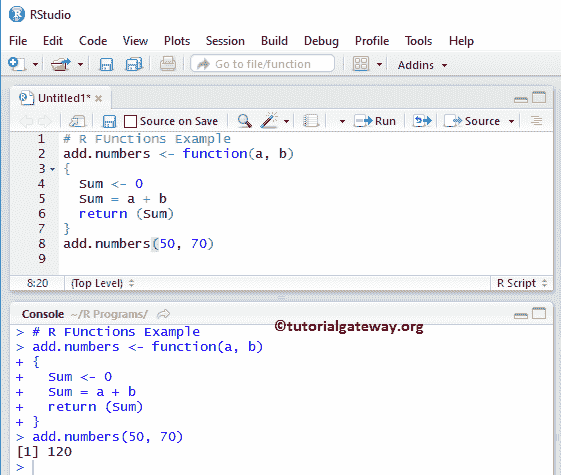 RStudio
File Edit Code View Plots Session Build Debug Profile Tools Help
Go to file/function Addins
Untitled1*
Source on Save Run Source
1 # R FUnctions Example
2 add.numbers <- function(a, b)
3 {
4 Sum <- 0
5 Sum = a + b
6 return (Sum)
7 }
8 add.numbers(50, 70)
9
8:20 (Top Level) R Script
Console ~/R Programs/
©tutorialgateway.org
> # R FUnctions Example
> add.numbers <- function(a, b)
+ {
+   Sum <- 0
+   Sum = a + b
+   return (Sum)
+ }
> add.numbers(50, 70)
[1] 120
>